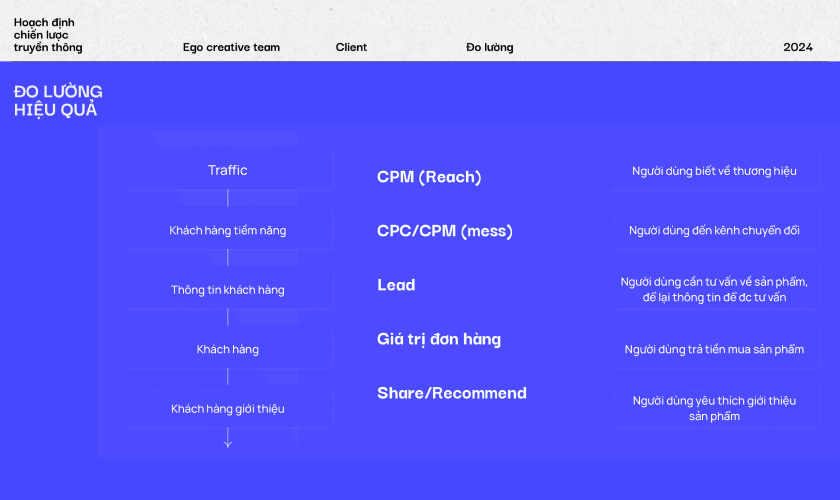 Hoạch định
chiến lược
truyền thông
Ego creative team
Client
Đo lường
2024
ĐO LƯỜNG
HIỆU QUẢ
Traffic
CPM (Reach)
Người dùng biết về thương hiệu
Khách hàng tiềm năng
CPC/CPM (mess)
Người dùng đến kênh chuyển đổi
Thông tin khách hàng
Lead
Người dùng cần tư vấn về sản phẩm,
để lại thông tin để đc tư vấn
Khách hàng
Giá trị đơn hàng
Người dùng trả tiền mua sản phẩm
Khách hàng giới thiệu
Share/Recommend
Người dùng yêu thích giới thiệu
sản phẩm